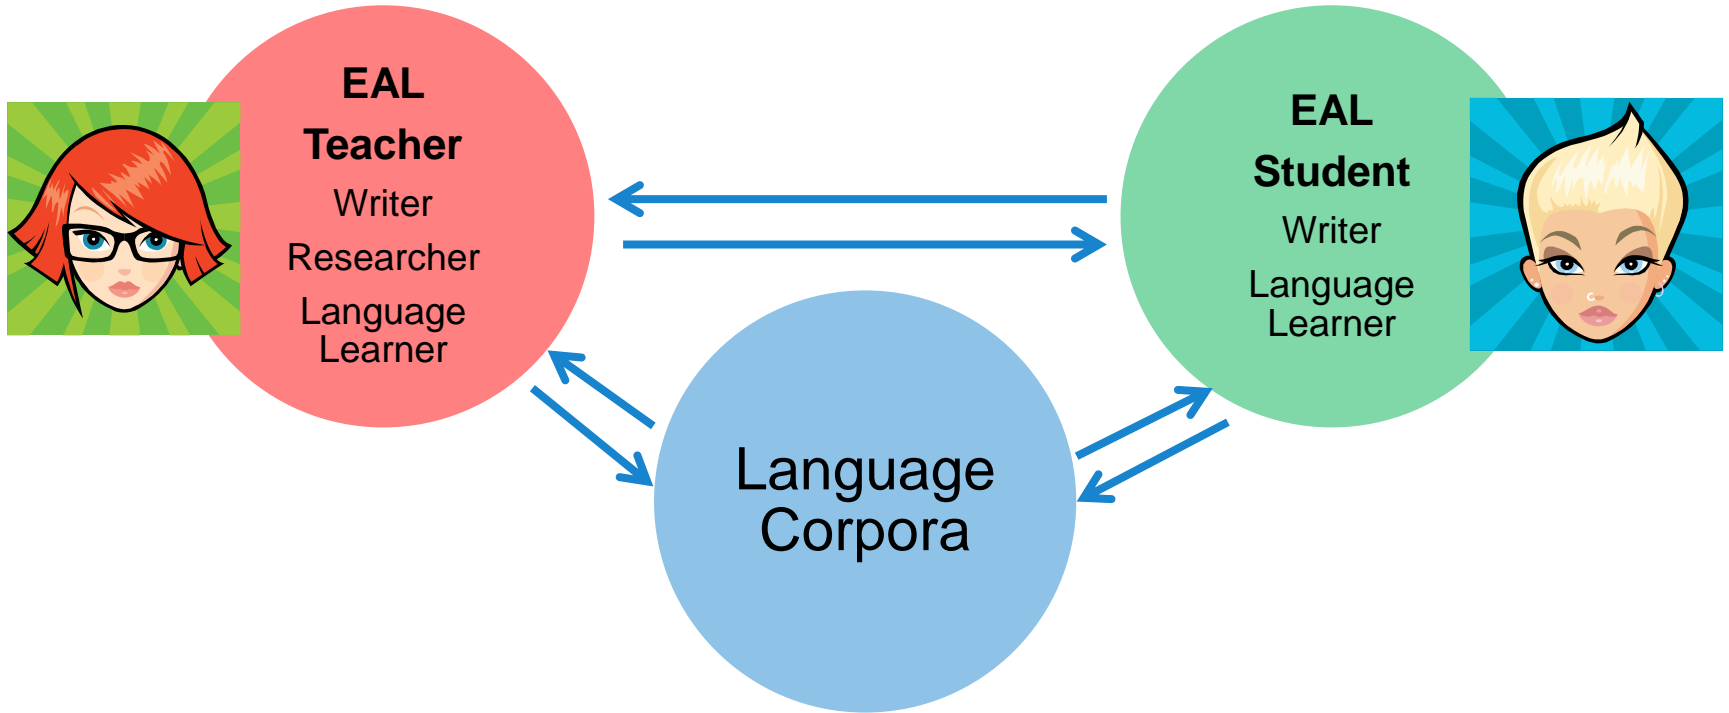 EAL
Teacher
Writer
Researcher
Language
Learner
EAL
Student
Writer
Language
Learner
Language
Corpora